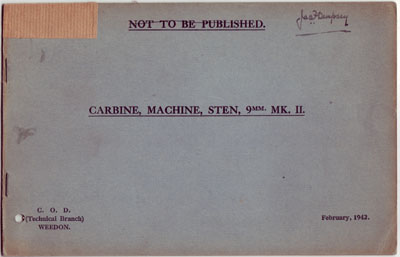 NOT TO BE PUBLISHED.
CARBINE, MACHINE, STEN, 9MM. MK. II.
C. O. D.
(Technical Branch)
WEEDON.
February, 1942.